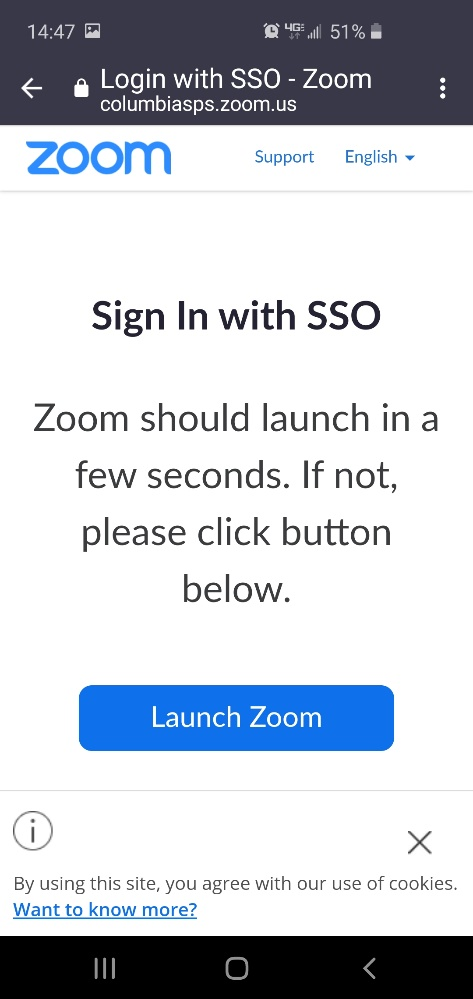 14:47 4GE 51%
Login with SSO - Zoom
columbiasps.zoom.us
zoom Support English
Sign In with SSO
Zoom should launch in a
few seconds. If not,
please click button
below.
Launch Zoom
i
By using this site, you agree with our use of cookies.
Want to know more?